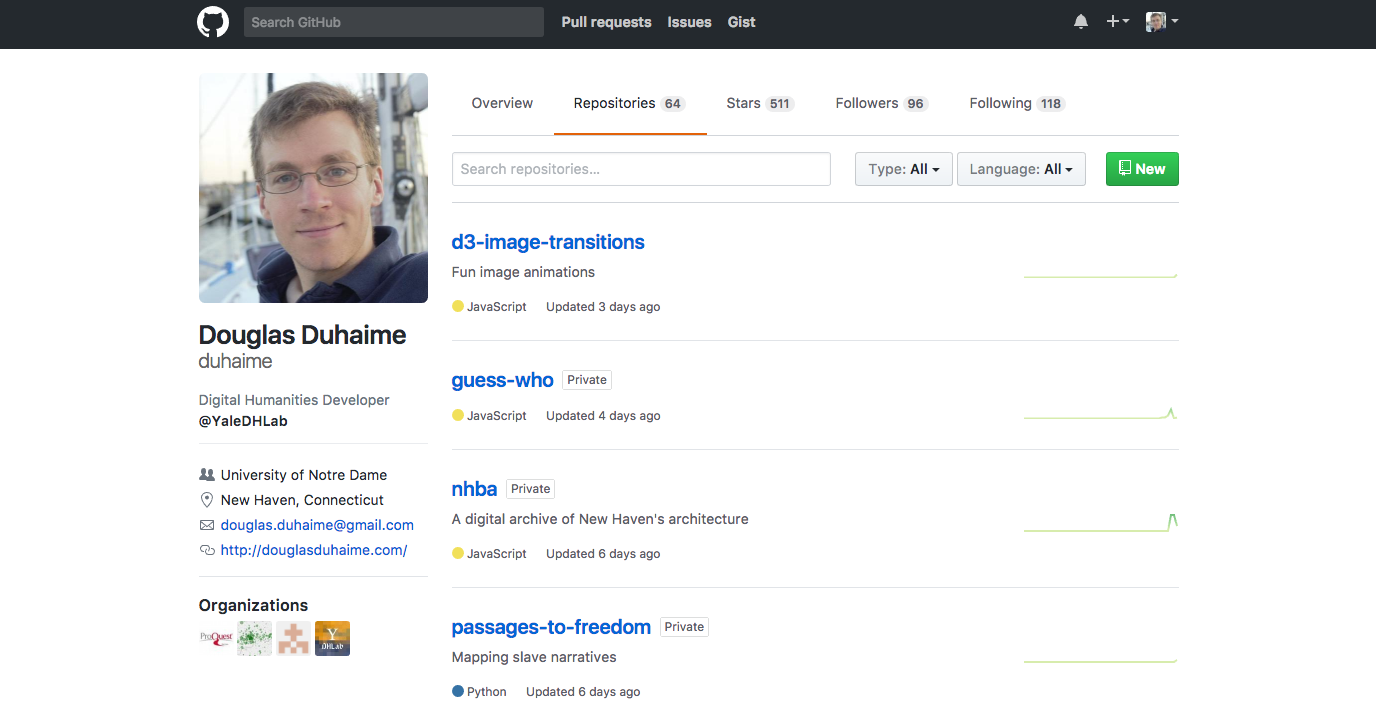 Search GitHub Pull requests Issues Gist
Overview Repositories 64 Stars 511 Followers 96 Following 118
Search repositories... Type: All Language: All New
Douglas Duhaime
duhaime
Digital Humanities Developer
@YaleDHLab
University of Notre Dame
New Haven, Connecticut
douglas.duhaime@gmail.com
http://douglasduhaime.com/
Organizations
ProQuest
Y
DHLab
d3-image-transitions
Fun image animations
JavaScript Updated 3 days ago
guess-who Private
JavaScript Updated 4 days ago
nhba Private
A digital archive of New Haven's architecture
JavaScript Updated 6 days ago
passages-to-freedom Private
Mapping slave narratives
Python Updated 6 days ago